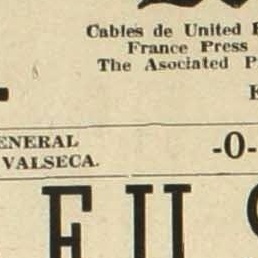 Cables de United
France Press
The Asociated P
ENERAL
VALSECA.
-0-
E U